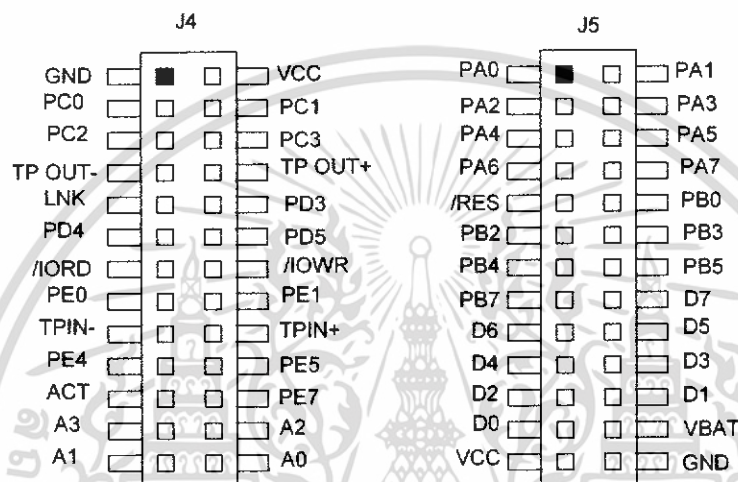 J4
GND VCC
PC0 PC1
PC2 PC3
TP OUT- TP OUT+
LNK PD3
PD4 PD5
/IORD /IOWR
PE0 PE1
TPIN- TPIN+
PE4 PE5
ACT PE7
A3 A2
A1 A0
J5
PA0 PA1
PA2 PA3
PA4 PA5
PA6 PA7
/RES PB0
PB2 PB3
PB4 PB5
PB7 D7
D6 D5
D4 D3
D2 D1
D0 VBAT
VCC GND